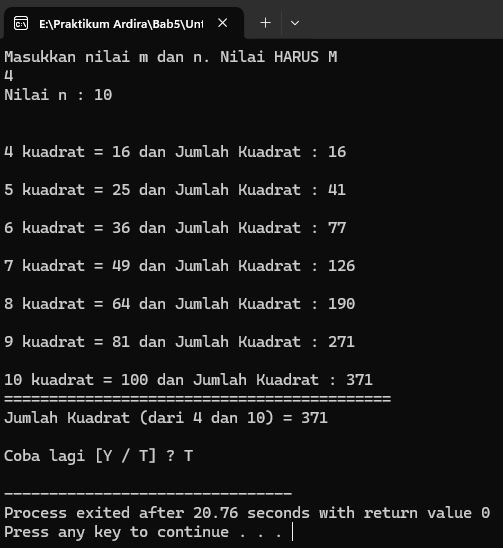 E:\Praktikum Ardira\Bab5\Unt
Masukkan nilai m dan n. Nilai HARUS M
4
Nilai n : 10
4 kuadrat = 16 dan Jumlah Kuadrat : 16
5 kuadrat = 25 dan Jumlah Kuadrat : 41
6 kuadrat = 36 dan Jumlah Kuadrat : 77
7 kuadrat = 49 dan Jumlah Kuadrat : 126
8 kuadrat = 64 dan Jumlah Kuadrat : 190
9 kuadrat = 81 dan Jumlah Kuadrat : 271
10 kuadrat = 100 dan Jumlah Kuadrat : 371
===========================================
Jumlah Kuadrat (dari 4 dan 10) = 371
Coba lagi [Y / T] ? T
--------------------------------
Process exited after 20.76 seconds with return value 0
Press any key to continue . . .